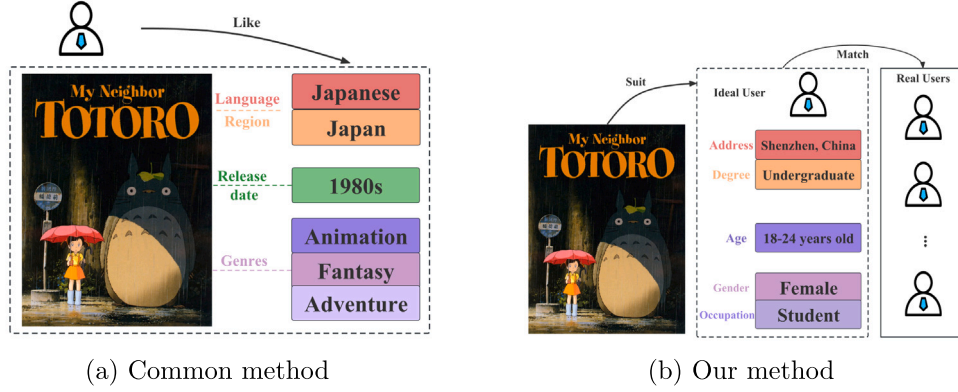 Like
My Neighbor
TOTORO
Language
Region
Japanese
Japan
Release
date
1980s
Genres
Animation
Fantasy
Adventure
(a) Common method
Suit
Match
My Neighbor
TOTORO
Ideal User
Real Users
Address
Shenzhen, China
Degree
Undergraduate
Age
18-24 years old
...
Gender
Female
Occupation
Student
(b) Our method